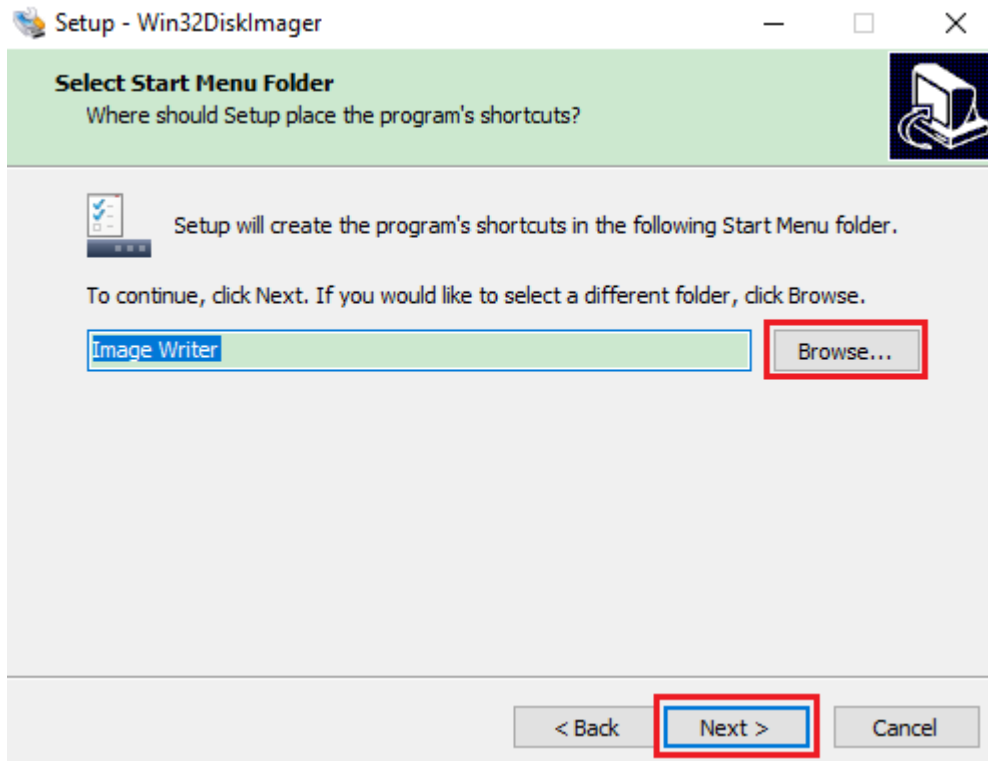 Setup - Win32DiskImager
Select Start Menu Folder
Where should Setup place the program's shortcuts?
Setup will create the program's shortcuts in the following Start Menu folder.
To continue, click Next. If you would like to select a different folder, click Browse.
Image Writer
Browse...
< Back
Next >
Cancel